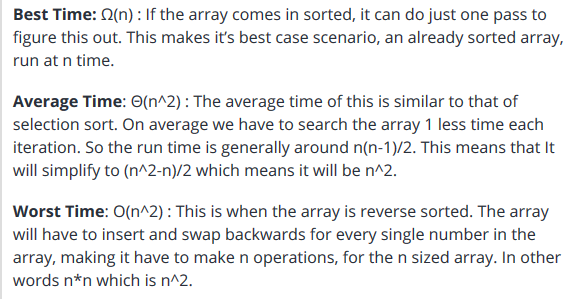 Best Time: Ω(n) : If the array comes in sorted, it can do just one pass to
figure this out. This makes it's best case scenario, an already sorted array,
run at n time.
Average Time: Θ(n^2) : The average time of this is similar to that of
selection sort. On average we have to search the array 1 less time each
iteration. So the run time is generally around n(n-1)/2. This means that It
will simplify to (n^2-n)/2 which means it will be n^2.
Worst Time: O(n^2) : This is when the array is reverse sorted. The array
will have to insert and swap backwards for every single number in the
array, making it have to make n operations, for the n sized array. In other
words n*n which is n^2.